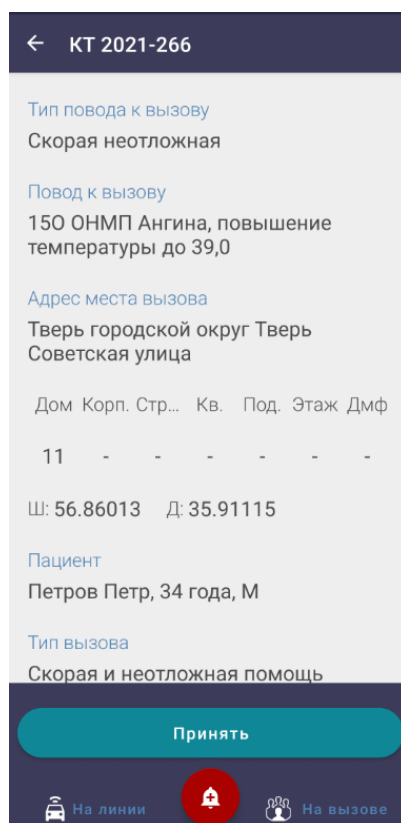 КТ 2021-266
Тип повода к вызову
Скорая неотложная
Повод к вызову
15О ОНМП Ангина, повышение
температуры до 39,0
Адрес места вызова
Тверь городской округ Тверь
Советская улица
Дом Корп. Стр... Кв. Под. Этаж Дмф
11 - - - - - -
Ш: 56.86013 Д: 35.91115
Пациент
Петров Петр, 34 года, М
Тип вызова
Скорая и неотложная помощь
Принять
На линии На вызове